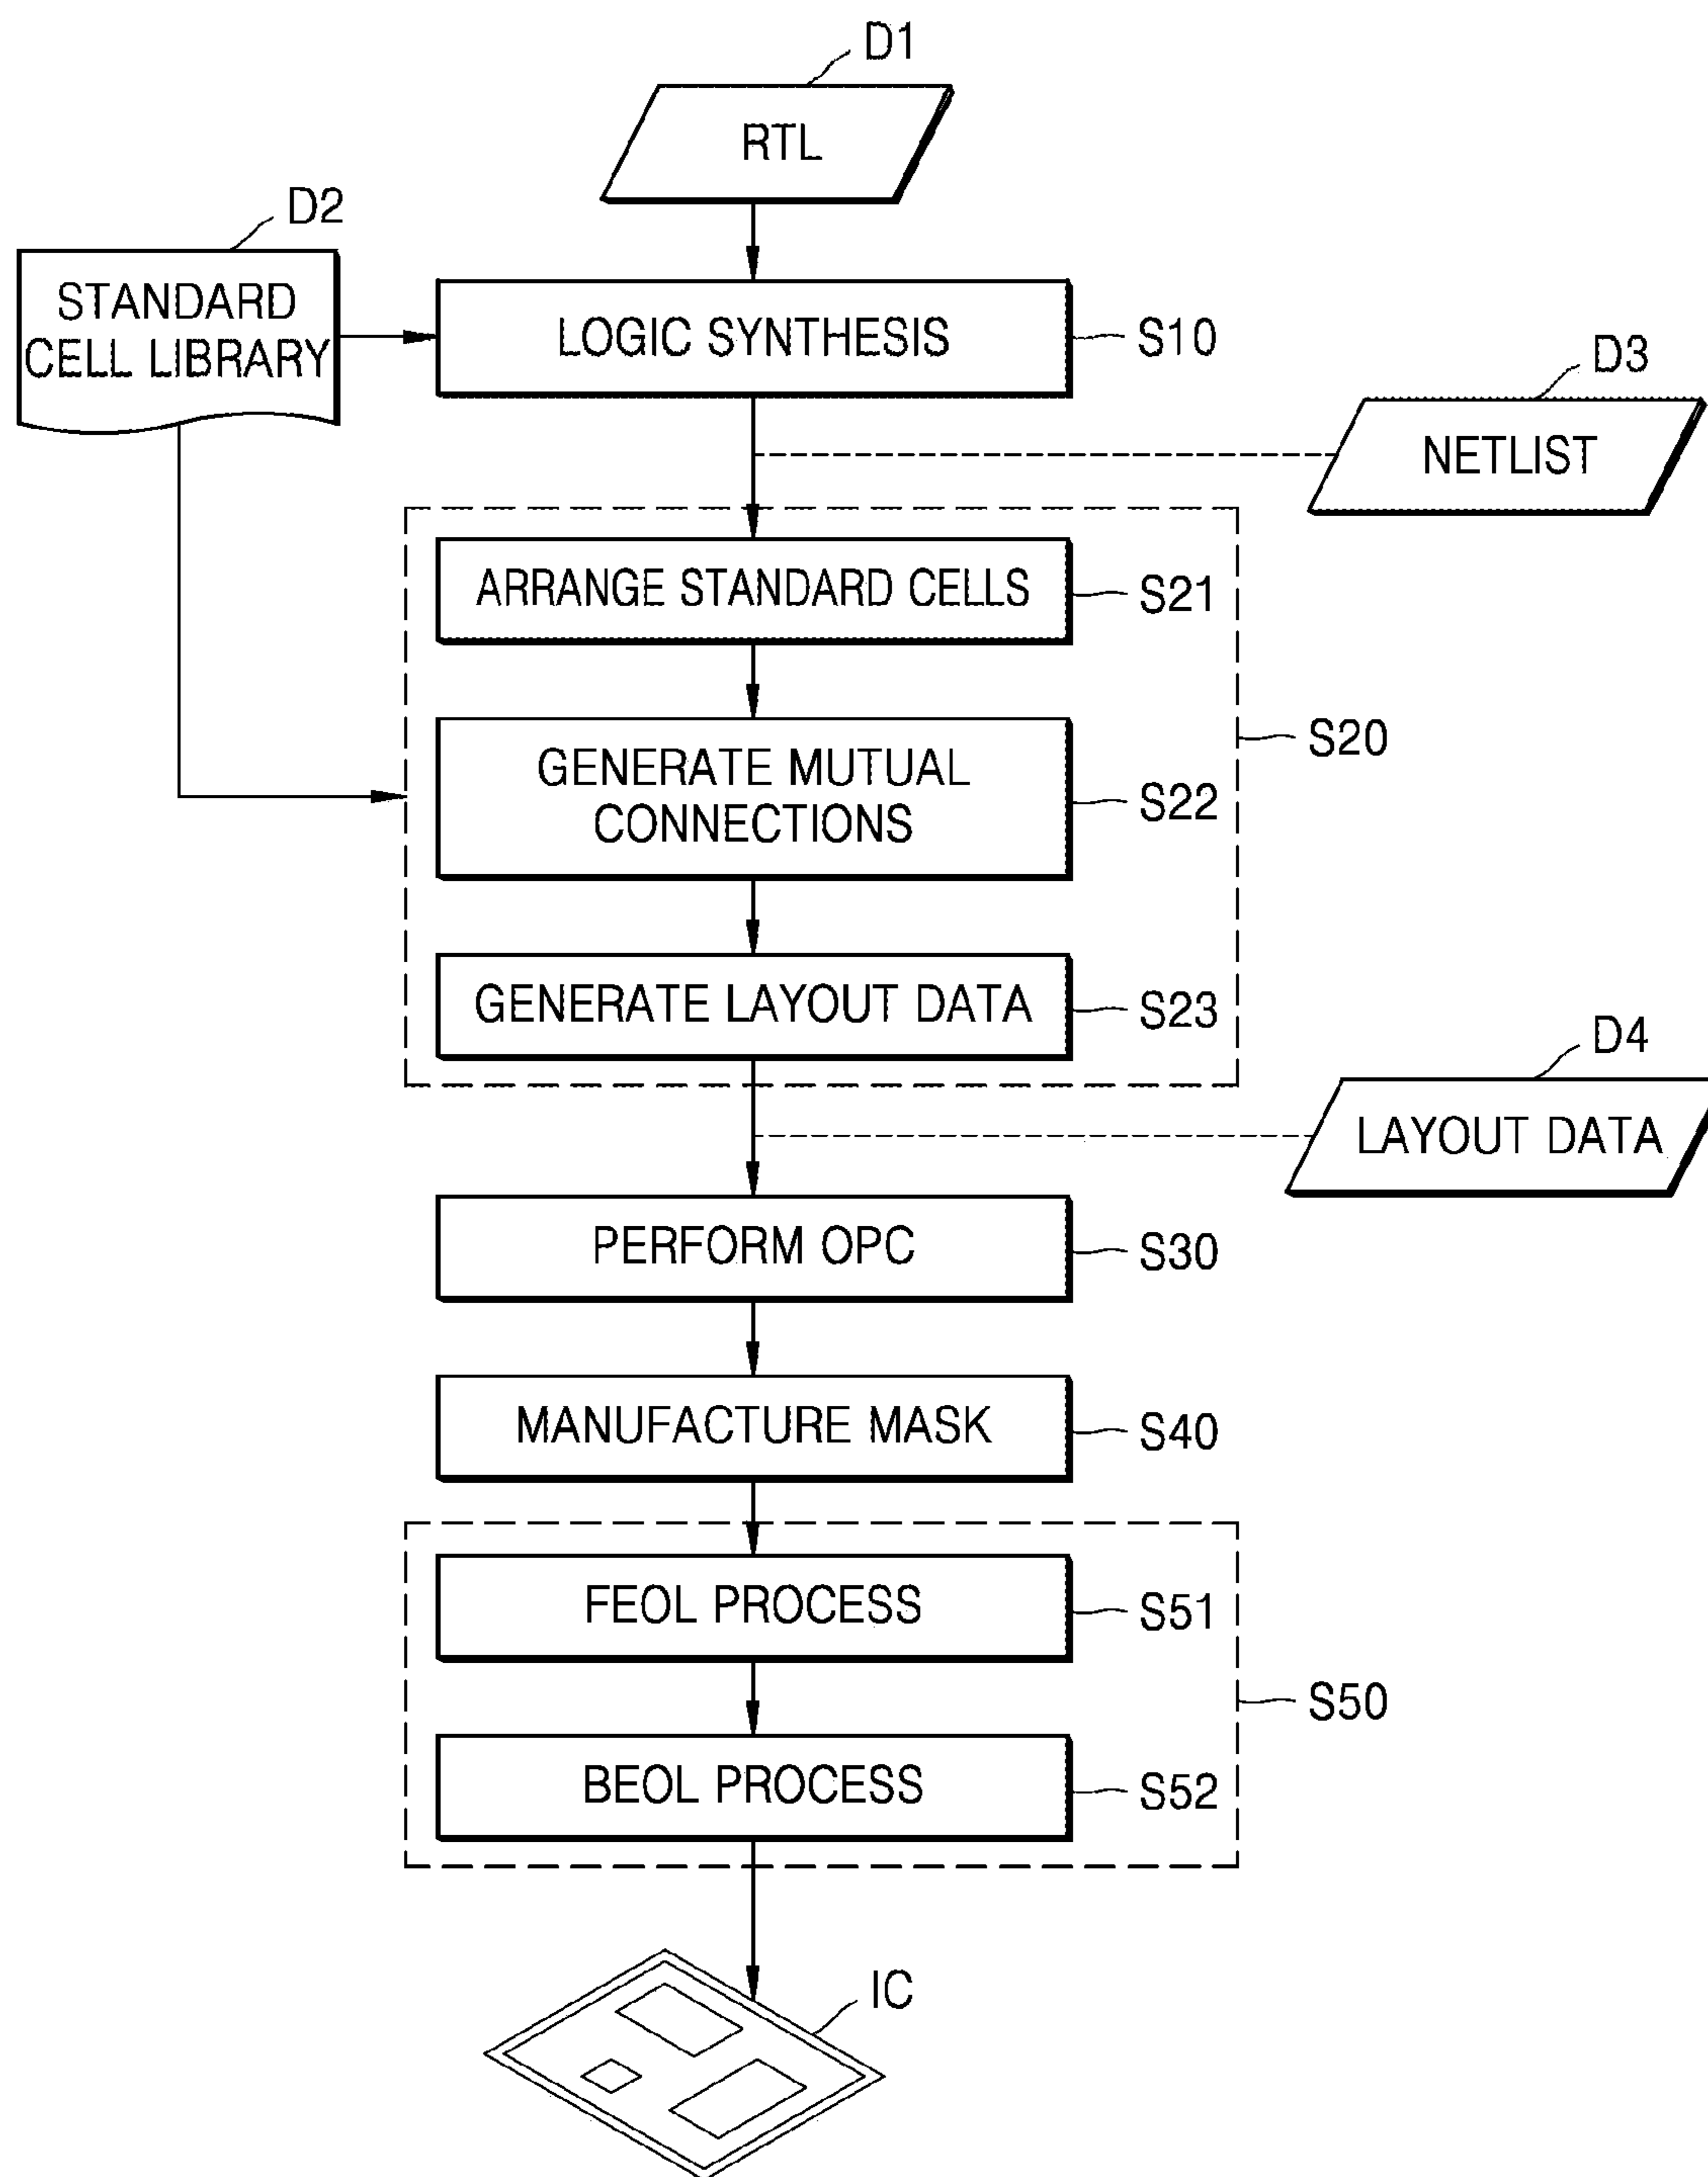 D1
RTL
D2
STANDARD
CELL LIBRARY
LOGIC SYNTHESIS
S10
D3
NETLIST
ARRANGE STANDARD CELLS
S21
S20
GENERATE MUTUAL
CONNECTIONS
S22
GENERATE LAYOUT DATA
S23
D4
LAYOUT DATA
PERFORM OPC
S30
MANUFACTURE MASK
S40
FEOL PROCESS
S51
S50
BEOL PROCESS
S52
IC